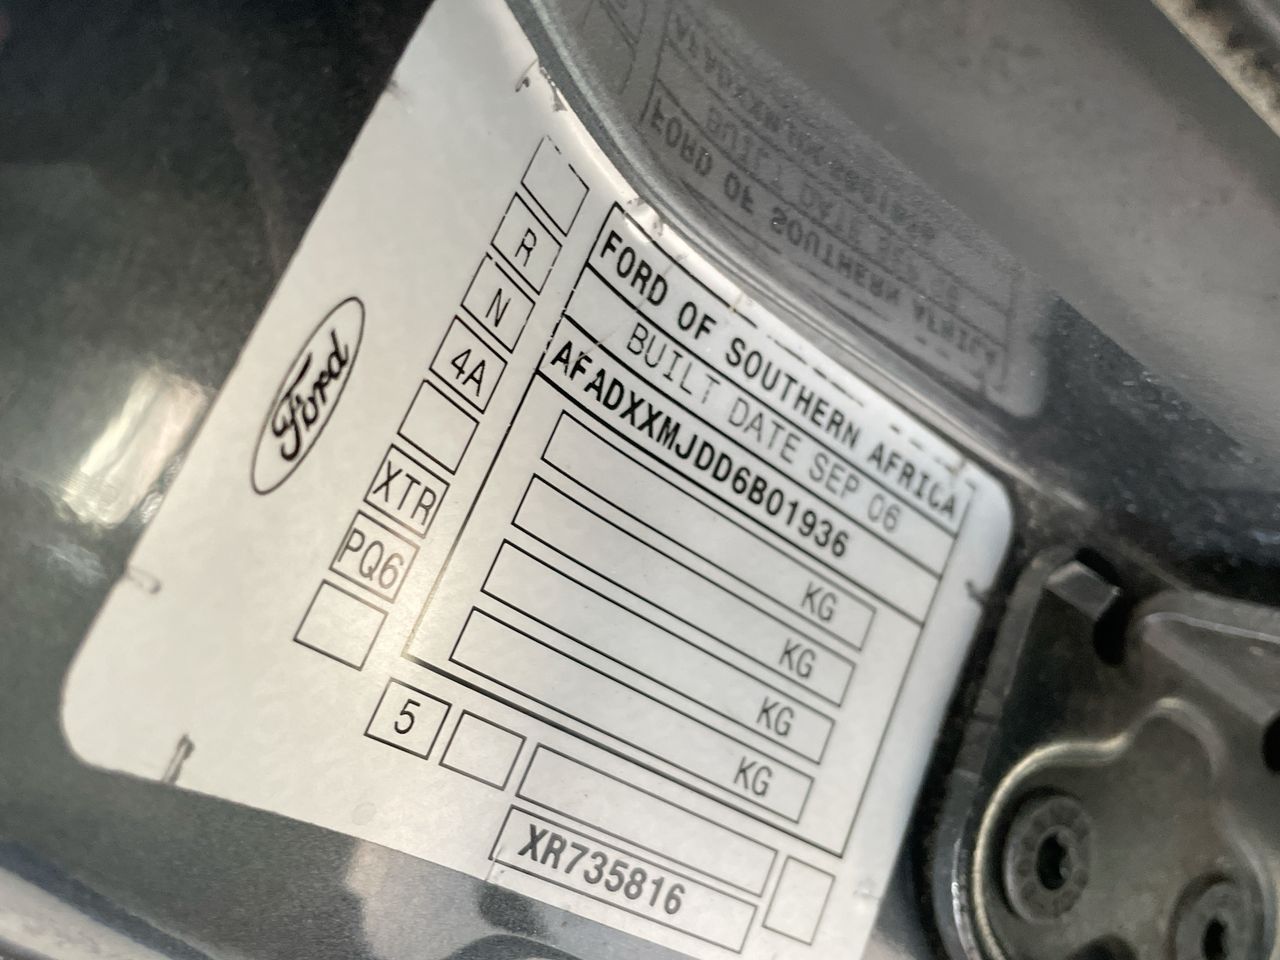 Ford
R
N
4A
XTR
PQ6
FORD OF SOUTHERN AFRICA
BUILT DATE SEP 06
AFADXXMJDD6B01936
KG
KG
KG
KG
5
XR735816